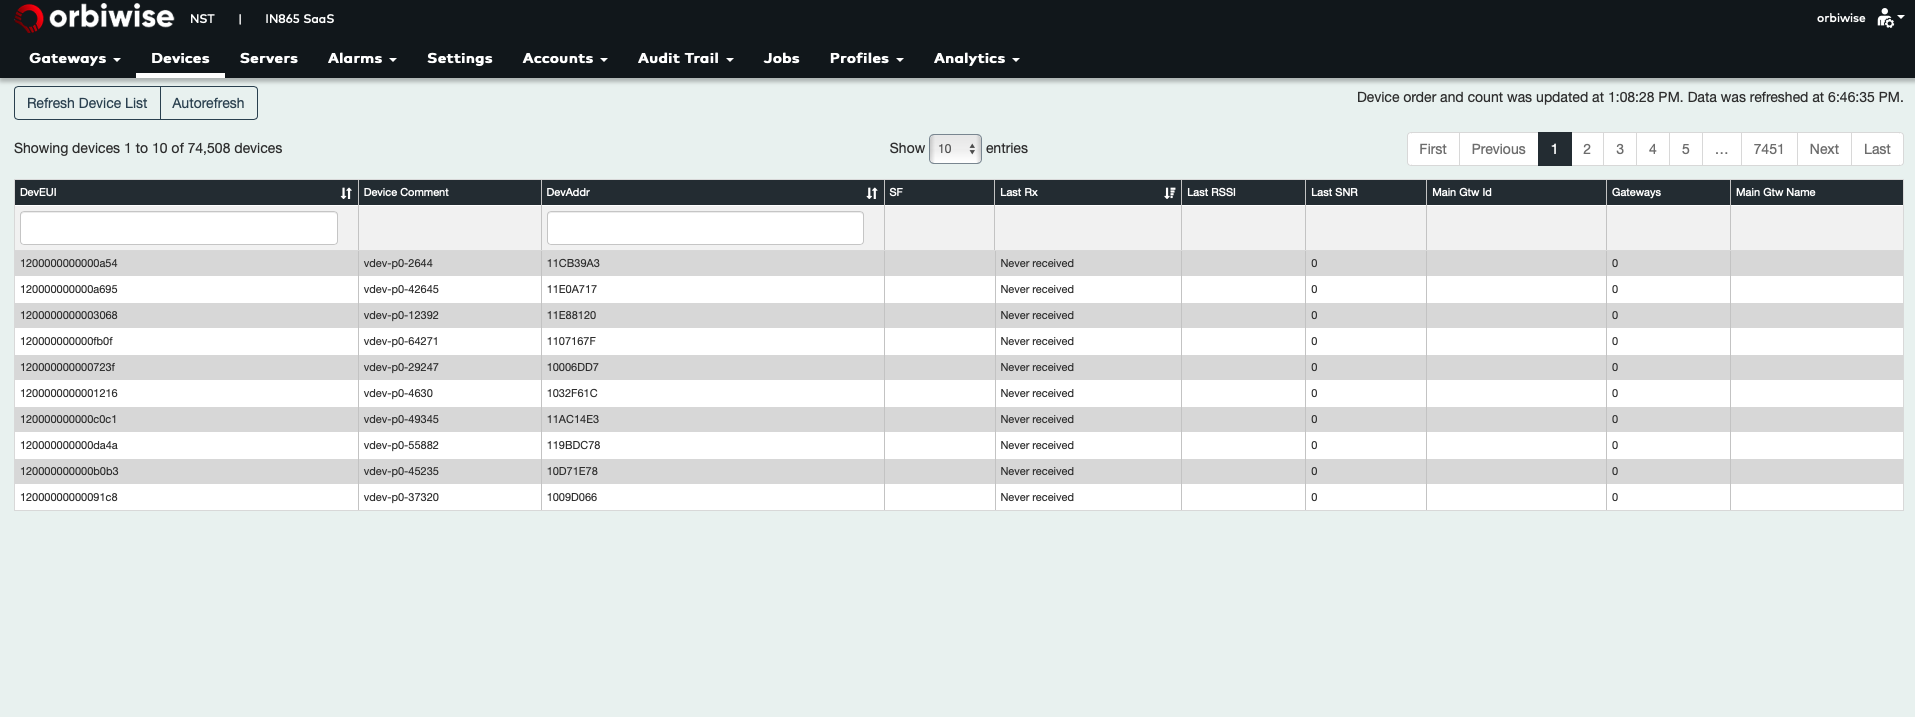 orbiwise NST | IN865 SaaS orbiwise
Gateways Devices Servers Alarms Settings Accounts Audit Trail Jobs Profiles Analytics
Refresh Device List Autorefresh Device order and count was updated at 1:08:28 PM. Data was refreshed at 6:46:35 PM.
Showing devices 1 to 10 of 74,508 devices Show 10 entries First Previous 1 2 3 4 5 ... 7451 Next Last
DevEUI Device Comment DevAddr SF Last Rx Last RSSI Last SNR Main Gtw Id Gateways Main Gtw Name
1200000000000a54 vdev-p0-2644 11CB39A3 Never received 0 0
120000000000a695 vdev-p0-42645 11E0A717 Never received 0 0
1200000000003068 vdev-p0-12392 11E88120 Never received 0 0
120000000000fb0f vdev-p0-64271 1107167F Never received 0 0
120000000000723f vdev-p0-29247 10006DD7 Never received 0 0
1200000000001216 vdev-p0-4630 1032F61C Never received 0 0
120000000000c0c1 vdev-p0-49345 11AC14E3 Never received 0 0
120000000000da4a vdev-p0-55882 119BDC78 Never received 0 0
120000000000b0b3 vdev-p0-45235 10D71E78 Never received 0 0
12000000000091c8 vdev-p0-37320 1009D066 Never received 0 0